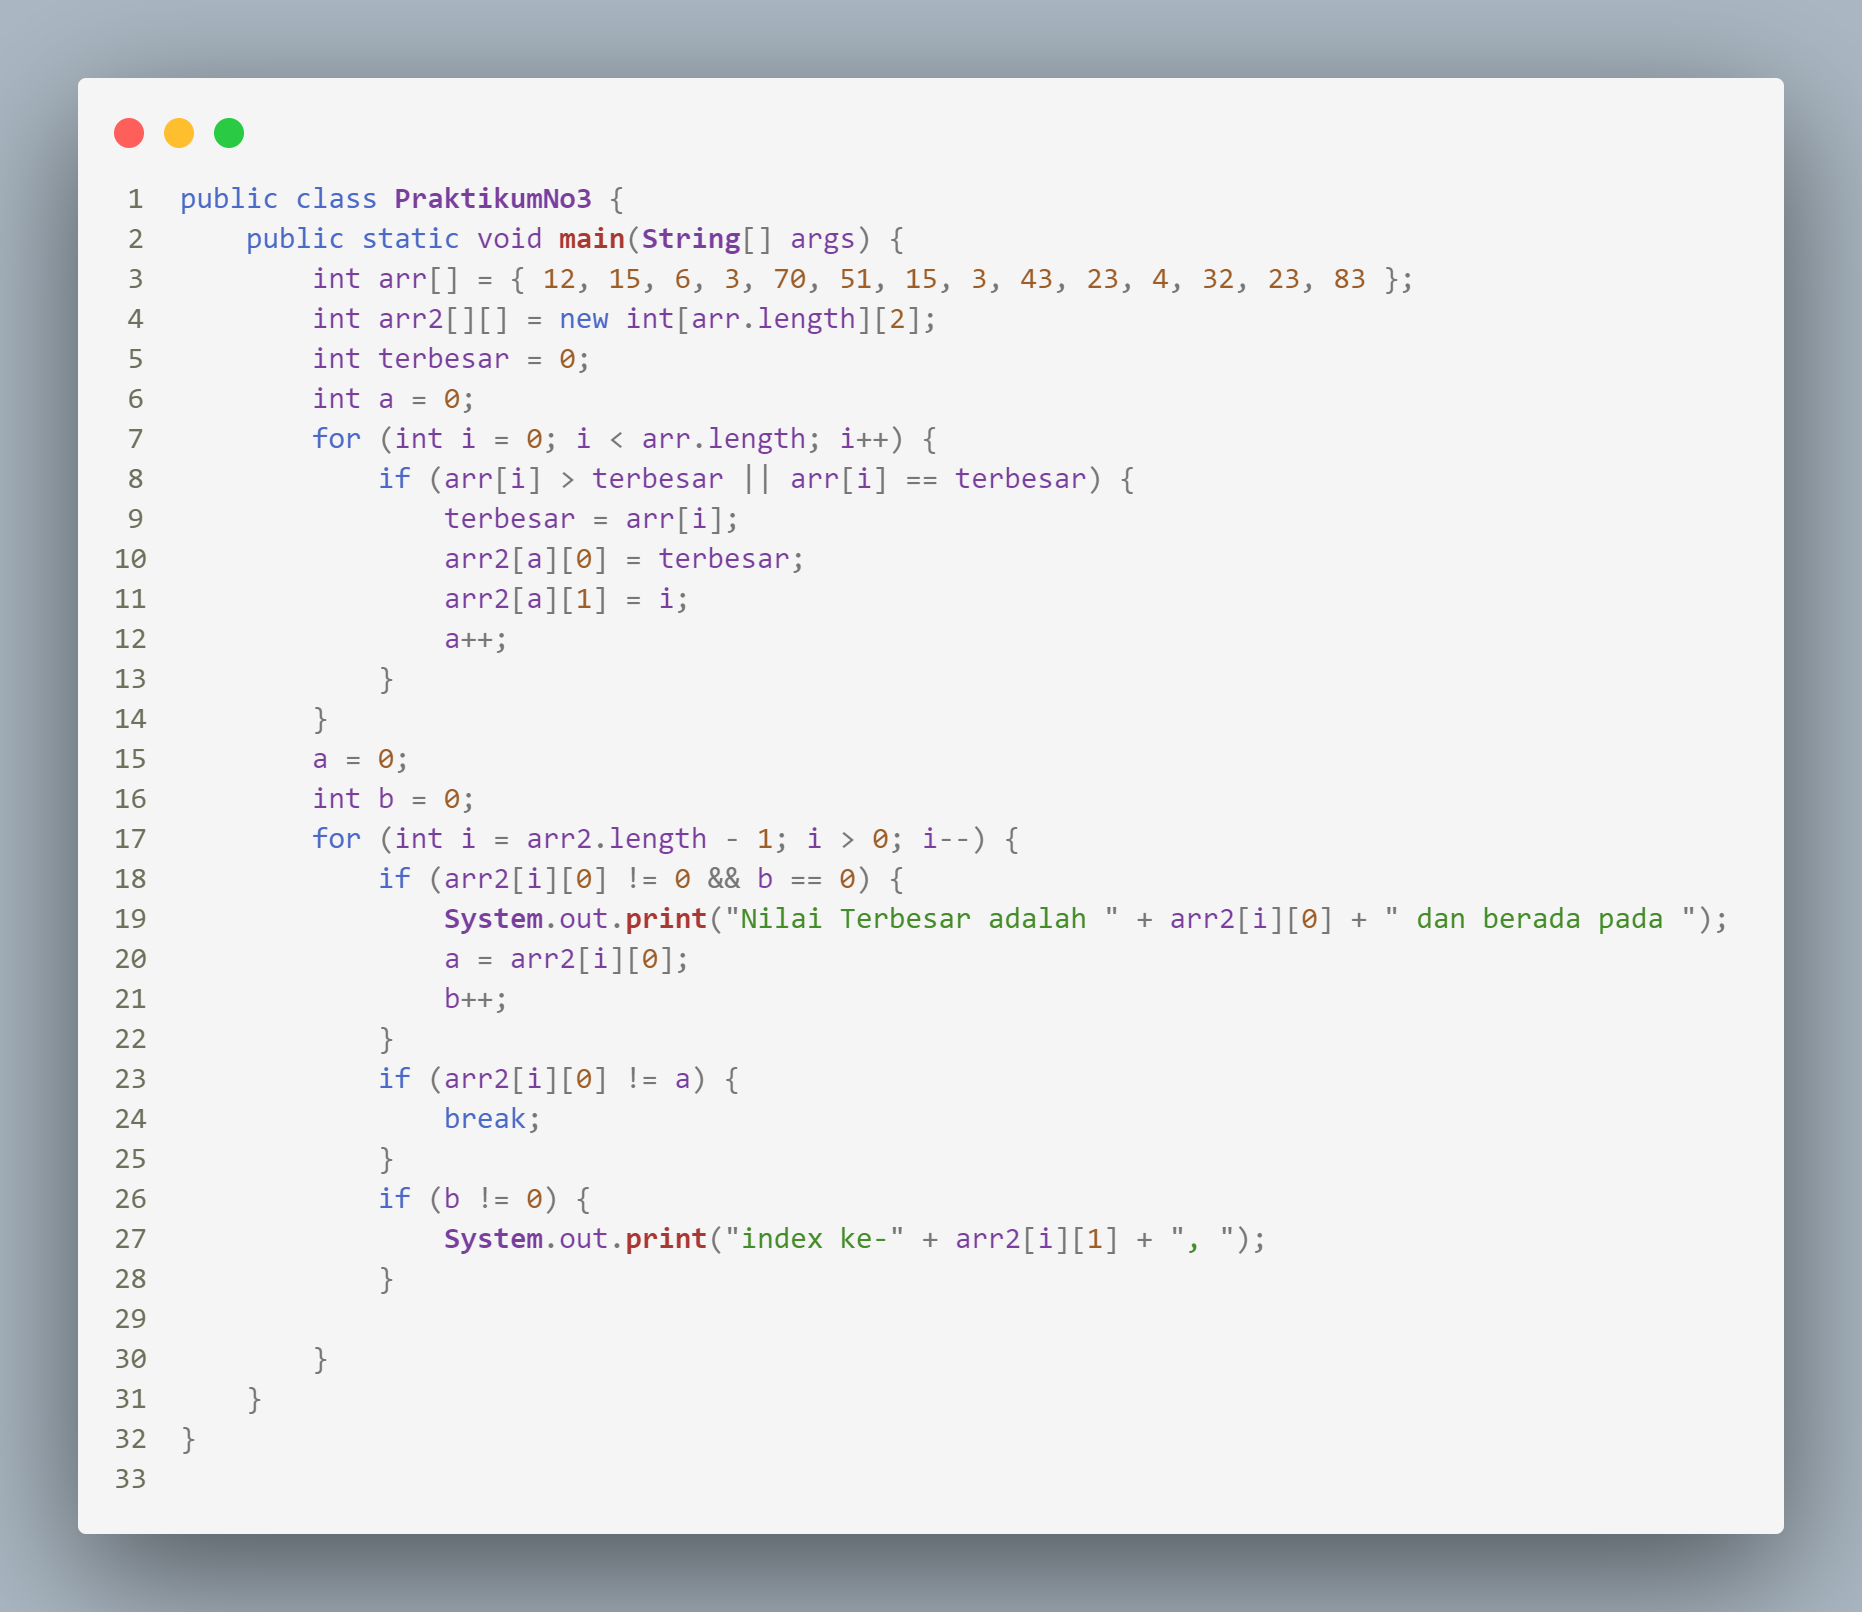 1 public class PraktikumNo3 {
2     public static void main(String[] args) {
3         int arr[] = { 12, 15, 6, 3, 70, 51, 15, 3, 43, 23, 4, 32, 23, 83 };
4         int arr2[][] = new int[arr.length][2];
5         int terbesar = 0;
6         int a = 0;
7         for (int i = 0; i < arr.length; i++) {
8             if (arr[i] > terbesar || arr[i] == terbesar) {
9                 terbesar = arr[i];
10                 arr2[a][0] = terbesar;
11                 arr2[a][1] = i;
12                 a++;
13             }
14         }
15         a = 0;
16         int b = 0;
17         for (int i = arr2.length - 1; i > 0; i--) {
18             if (arr2[i][0] != 0 && b == 0) {
19                 System.out.print("Nilai Terbesar adalah " + arr2[i][0] + " dan berada pada ");
20                 a = arr2[i][0];
21                 b++;
22             }
23             if (arr2[i][0] != a) {
24                 break;
25             }
26             if (b != 0) {
27                 System.out.print("index ke-" + arr2[i][1] + ", ");
28             }
29
30         }
31     }
32 }
33